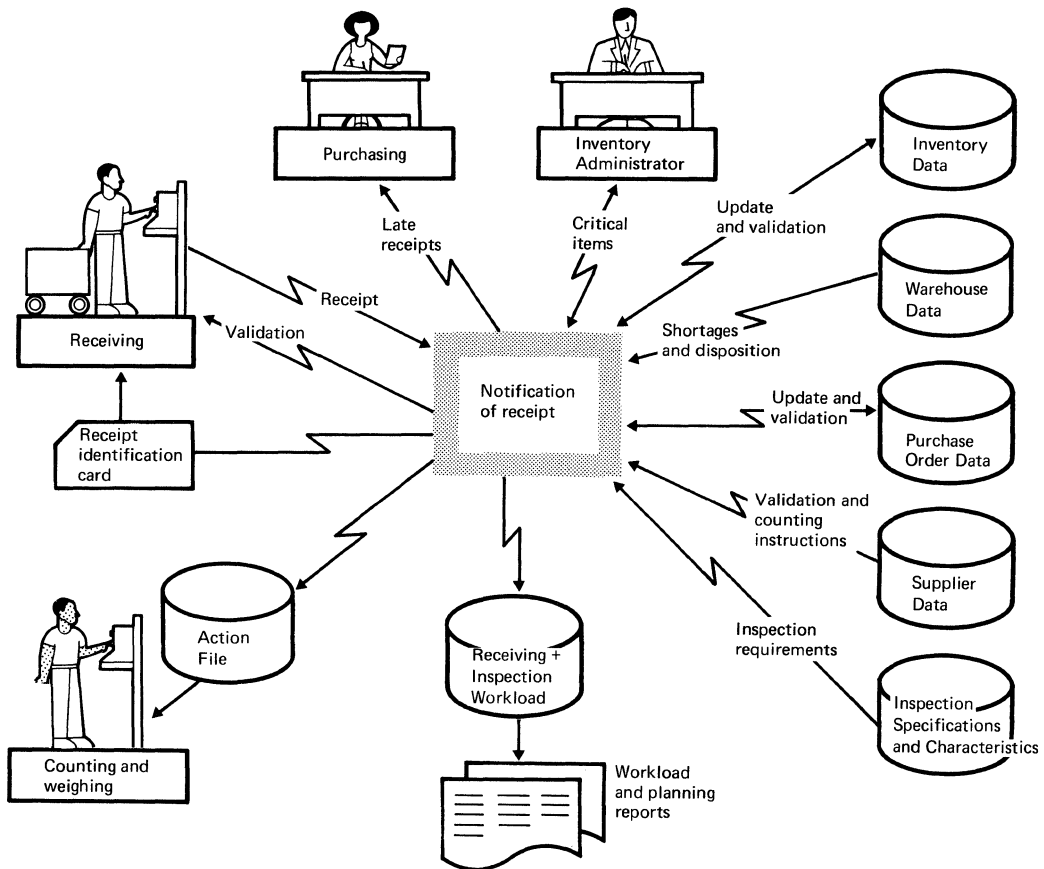 Purchasing
Inventory
Administrator
Inventory
Data
Late
receipts
Critical
items
Update
and validation
Warehouse
Data
Receipt
Validation
Receiving
Shortages
and disposition
Notification
of receipt
Update and
validation
Purchase
Order Data
Receipt
identification
card
Validation and
counting
instructions
Supplier
Data
Action
File
Receiving +
Inspection
Workload
Inspection
requirements
Inspection
Specifications
and Characteristics
Counting and
weighing
Workload
and planning
reports